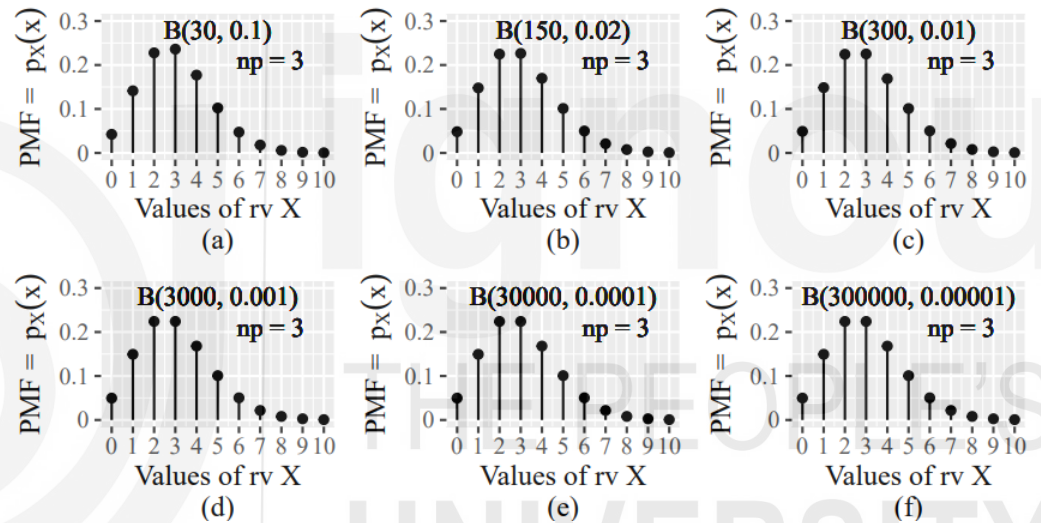 PMF = pX(x)
0.3
0.2
0.1
0
B(30, 0.1)
np = 3
0 1 2 3 4 5 6 7 8 9 10
Values of rv X
(a)
PMF = pX(x)
0.3
0.2
0.1
0
B(150, 0.02)
np = 3
0 1 2 3 4 5 6 7 8 9 10
Values of rv X
(b)
PMF = pX(x)
0.3
0.2
0.1
0
B(300, 0.01)
np = 3
0 1 2 3 4 5 6 7 8 9 10
Values of rv X
(c)
PMF = pX(x)
0.3
0.2
0.1
0
B(3000, 0.001)
np = 3
0 1 2 3 4 5 6 7 8 9 10
Values of rv X
(d)
PMF = pX(x)
0.3
0.2
0.1
0
B(30000, 0.0001)
np = 3
0 1 2 3 4 5 6 7 8 9 10
Values of rv X
(e)
PMF = pX(x)
0.3
0.2
0.1
0
B(300000, 0.00001)
np = 3
0 1 2 3 4 5 6 7 8 9 10
Values of rv X
(f)
ignou
THE PEOPLE'S
UNIVERSITY